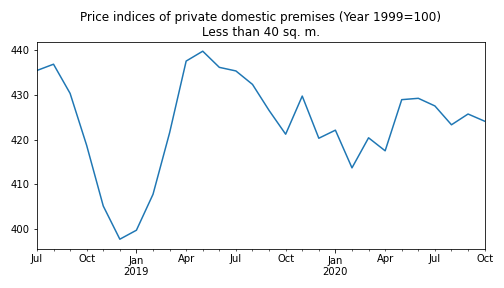 Price indices of private domestic premises (Year 1999=100)
Less than 40 sq. m.
440
430
420
410
400
Jul Oct Jan Apr Jul Oct Jan Apr Jul Oct
2019 2020